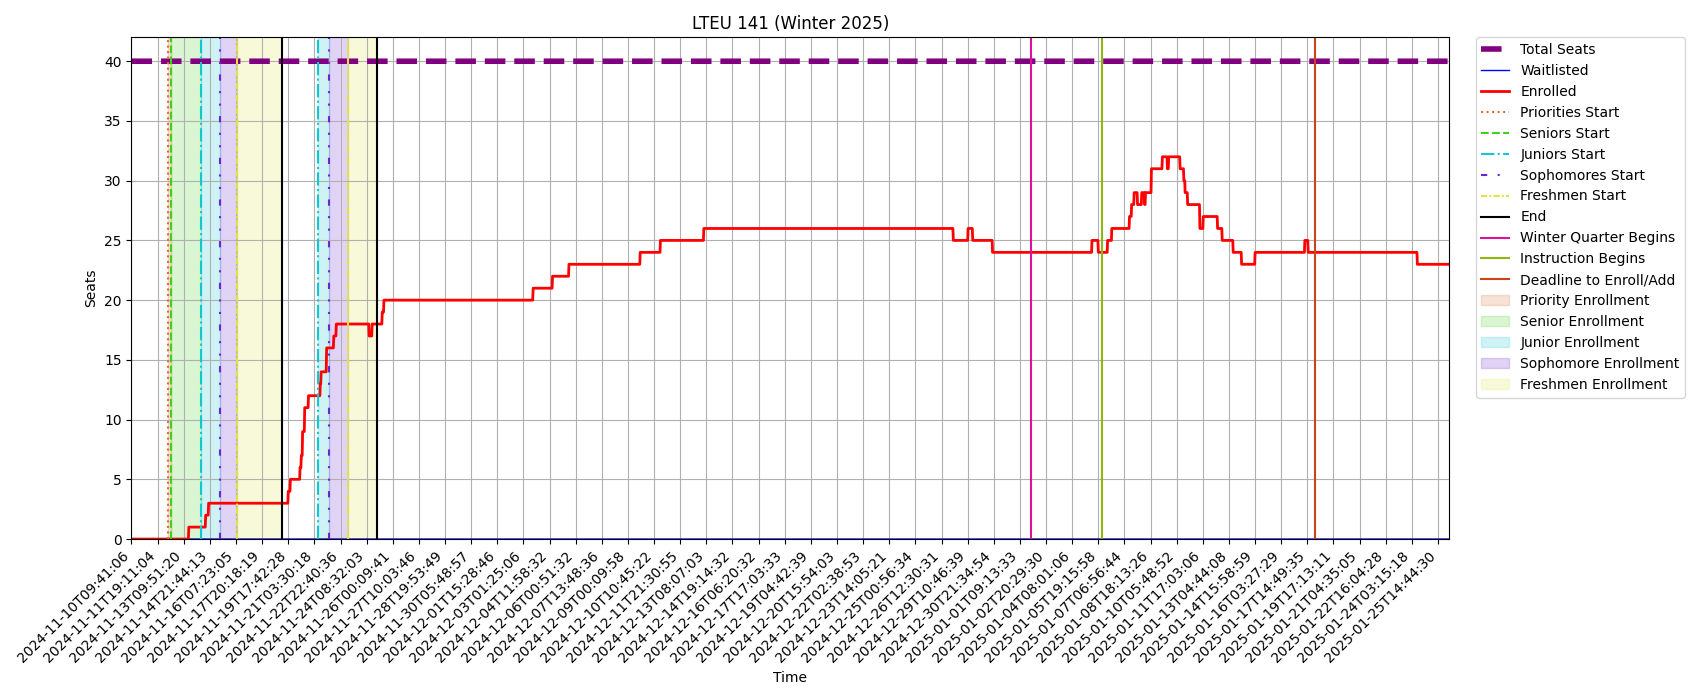 LTEU 141 (Winter 2025)
Seats
40
35
30
25
20
15
10
5
0
2024-11-10T09:41:06
2024-11-11T19:11:04
2024-11-13T09:51:20
2024-11-14T21:44:13
2024-11-16T07:23:05
2024-11-17T20:18:19
2024-11-19T17:42:28
2024-11-21T03:30:18
2024-11-22T22:40:36
2024-11-24T08:32:03
2024-11-26T00:09:41
2024-11-27T11:03:46
2024-11-28T19:53:49
2024-11-30T05:48:57
2024-12-01T15:28:46
2024-12-03T01:25:06
2024-12-04T11:58:32
2024-12-06T00:51:32
2024-12-07T13:48:36
2024-12-09T00:09:58
2024-12-10T10:45:22
2024-12-11T21:30:55
2024-12-13T08:07:03
2024-12-14T19:14:32
2024-12-16T06:20:32
2024-12-17T17:03:33
2024-12-19T04:42:39
2024-12-20T15:54:03
2024-12-22T02:38:53
2024-12-23T14:05:21
2024-12-25T00:56:34
2024-12-26T12:30:31
2024-12-29T10:46:39
2024-12-30T21:34:54
2025-01-01T09:13:33
2025-01-02T20:29:30
2025-01-04T08:01:06
2025-01-05T19:15:58
2025-01-07T06:56:44
2025-01-08T18:13:26
2025-01-10T05:48:52
2025-01-11T17:03:06
2025-01-13T04:44:08
2025-01-14T15:58:59
2025-01-16T03:27:29
2025-01-17T14:49:35
2025-01-19T17:13:11
2025-01-21T04:35:05
2025-01-22T16:04:28
2025-01-24T03:15:18
2025-01-25T14:44:30
Time
Total Seats
Waitlisted
Enrolled
Priorities Start
Seniors Start
Juniors Start
Sophomores Start
Freshmen Start
End
Winter Quarter Begins
Instruction Begins
Deadline to Enroll/Add
Priority Enrollment
Senior Enrollment
Junior Enrollment
Sophomore Enrollment
Freshmen Enrollment